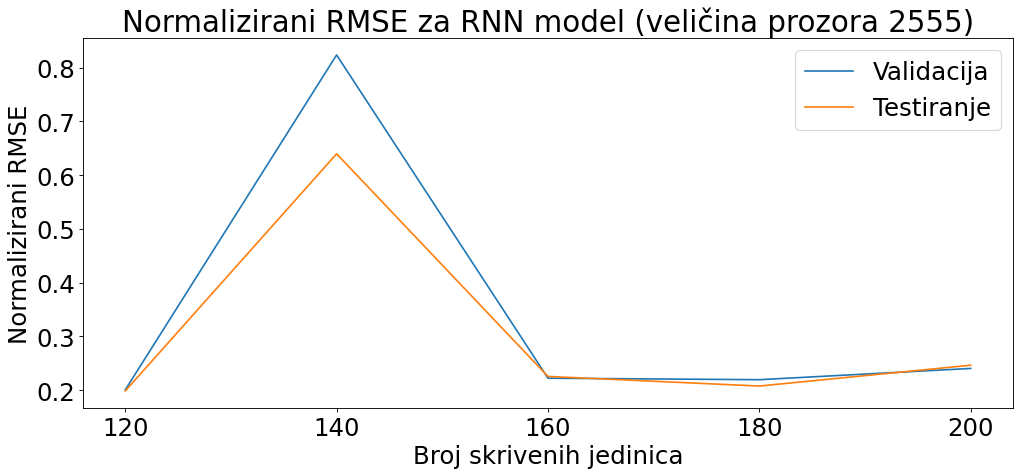 Normalizirani RMSE za RNN model (veličina prozora 2555)
Validacija
Testiranje
Normalizirani RMSE
0.8
0.7
0.6
0.5
0.4
0.3
0.2
120 140 160 180 200
Broj skrivenih jedinica